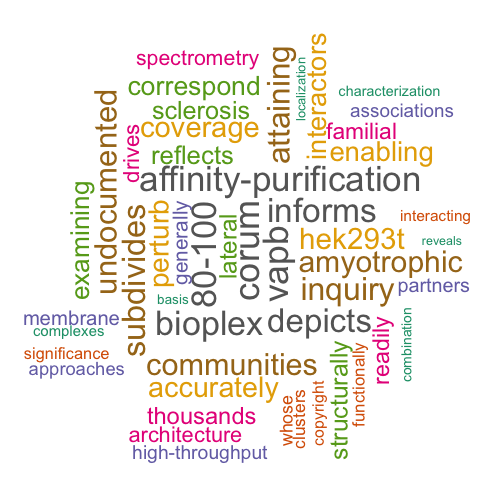 spectrometry
attaining
localization
interactors
correspond
characterization
sclerosis
associations
undocumented
drives
coverage
familial
reflects
enabling
affinity-purification
examining
perturb
generally
80-100
lateral
corum
vapb
informs
interacting
hek293t
reveals
subdivides
amyotrophic
basis
inquiry
partners
membrane
bioplex
depicts
complexes
readily
combination
significance
communities
structurally
functionally
approaches
accurately
whose
clusters
copyright
thousands
architecture
high-throughput